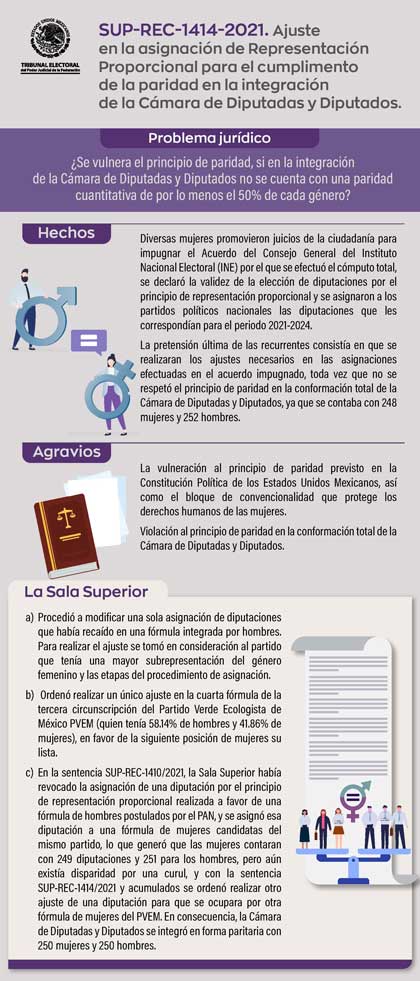 SUP-REC-1414-2021. Ajuste
en la asignación de Representación
Proporcional para el cumplimento
de la paridad en la integración
de la Cámara de Diputadas y Diputados.
TRIBUNAL ELECTORAL
del Poder Judicial de la Federación
Problema jurídico
¿Se vulnera el principio de paridad, si en la integración
de la Cámara de Diputadas y Diputados no se cuenta con una paridad
cuantitativa de por lo menos el 50% de cada género?
Hechos
Diversas mujeres promovieron juicios de la ciudadanía para
impugnar el Acuerdo del Consejo General del Instituto
Nacional Electoral (INE) por el que se efectuó el cómputo total,
se declaró la validez de la elección de diputaciones por el
principio de representación proporcional y se asignaron a los
partidos políticos nacionales las diputaciones que les
correspondían para el periodo 2021-2024.
La pretensión última de las recurrentes consistía en que se
realizaran los ajustes necesarios en las asignaciones
efectuadas en el acuerdo impugnado, toda vez que no se
respetó el principio de paridad en la conformación total de la
Cámara de Diputadas y Diputados, ya que se contaba con 248
mujeres y 252 hombres.
Agravios
La vulneración al principio de paridad previsto en la
Constitución Política de los Estados Unidos Mexicanos, así
como el bloque de convencionalidad que protege los
derechos humanos de las mujeres.
Violación al principio de paridad en la conformación total de la
Cámara de Diputadas y Diputados.
La Sala Superior
a) Procedió a modificar una sola asignación de diputaciones
que había recaído en una fórmula integrada por hombres.
Para realizar el ajuste se tomó en consideración al partido
que tenía una mayor subrepresentación del género
femenino y las etapas del procedimiento de asignación.
b) Ordenó realizar un único ajuste en la cuarta fórmula de la
tercera circunscripción del Partido Verde Ecologista de
México PVEM (quien tenía 58.14% de hombres y 41.86% de
mujeres), en favor de la siguiente posición de mujeres su
lista.
c) En la sentencia SUP-REC-1410/2021, la Sala Superior había
revocado la asignación de una diputación por el principio
de representación proporcional realizada a favor de una
fórmula de hombres postulados por el PAN, y se asignó esa
diputación a una fórmula de mujeres candidatas del
mismo partido, lo que generó que las mujeres contaran
con 249 diputaciones y 251 para los hombres, pero aún
existía disparidad por una curul, y con la sentencia
SUP-REC-1414/2021 y acumulados se ordenó realizar otro
ajuste de una diputación para que se ocupara por otra
fórmula de mujeres del PVEM. En consecuencia, la Cámara
de Diputadas y Diputados se integró en forma paritaria con
250 mujeres y 250 hombres.